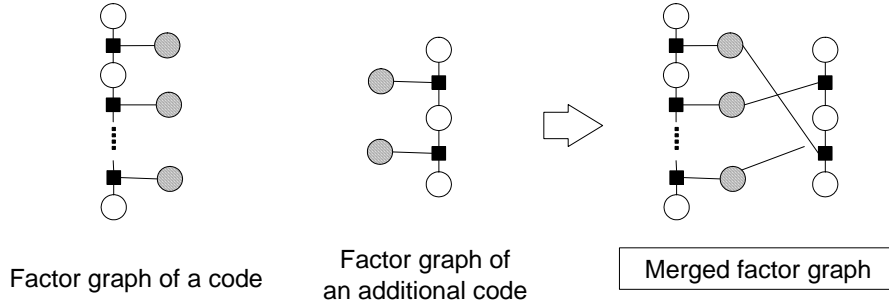 Factor graph of a code
Factor graph of
an additional code
Merged factor graph